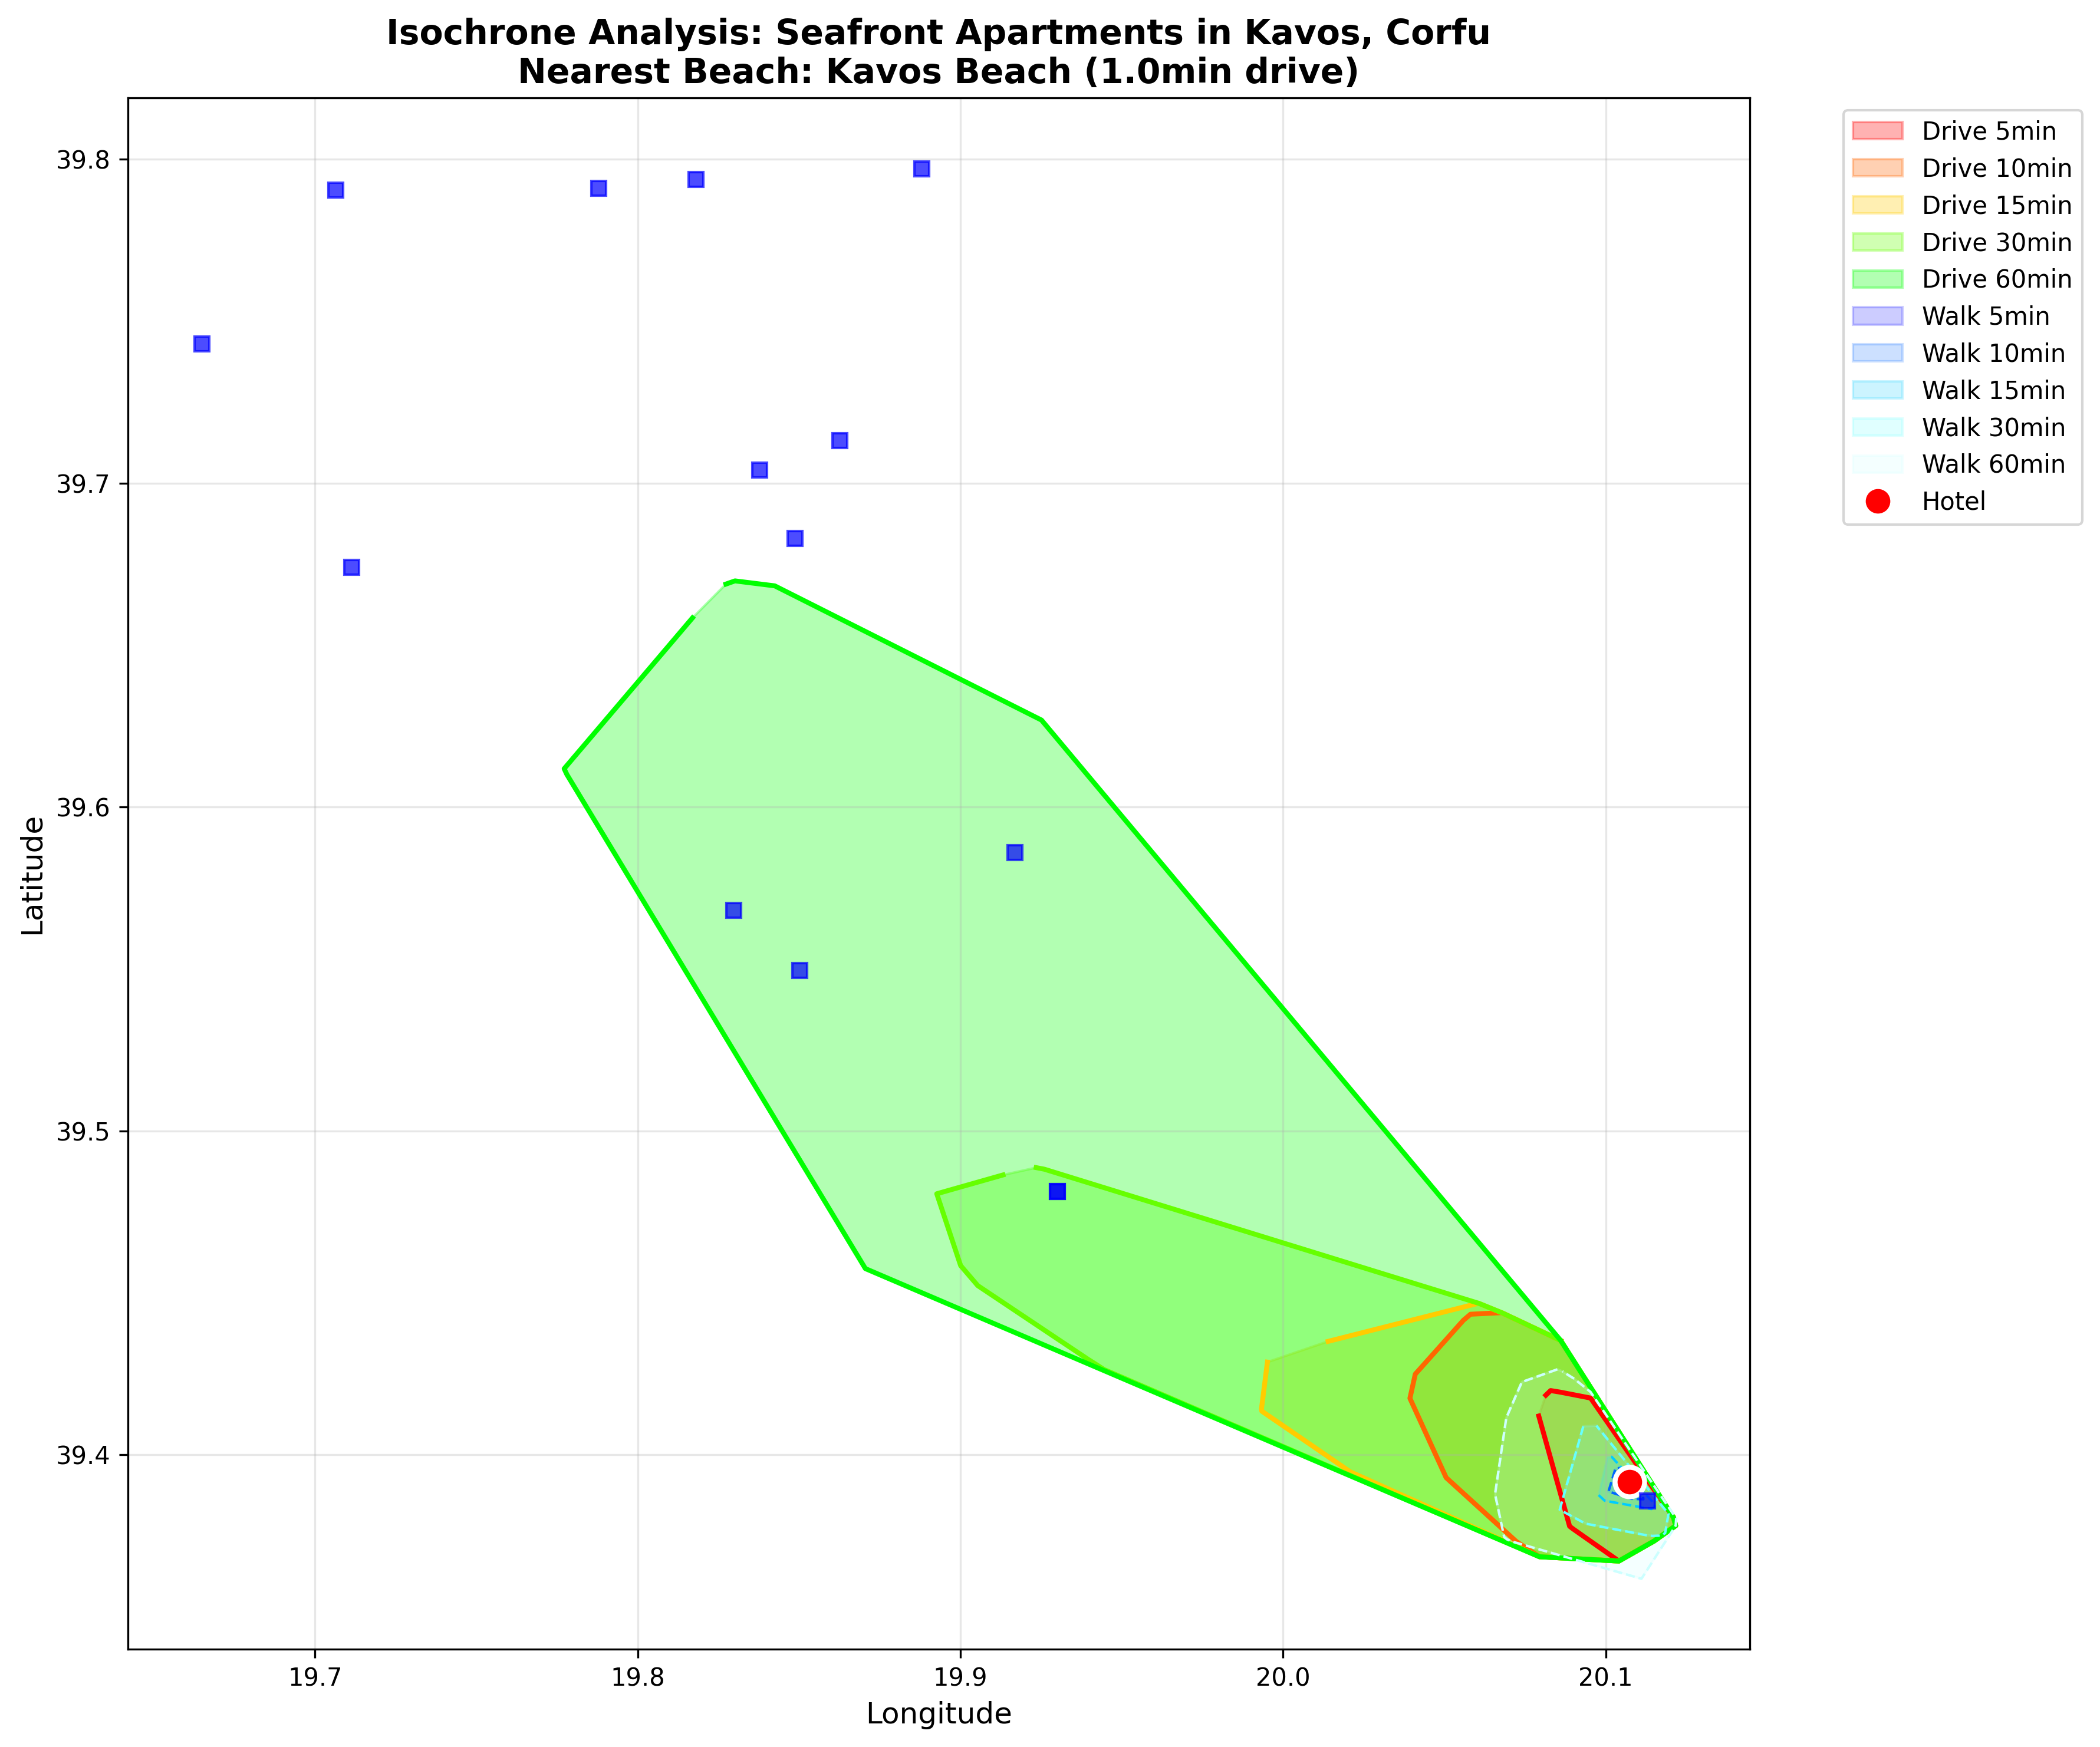 Isochrone Analysis: Seafront Apartments in Kavos, Corfu
Nearest Beach: Kavos Beach (1.0min drive)
Drive 5min
Drive 10min
Drive 15min
Drive 30min
Drive 60min
Walk 5min
Walk 10min
Walk 15min
Walk 30min
Walk 60min
Hotel
39.8
39.7
39.6
39.5
39.4
Latitude
19.7
19.8
19.9
20.0
20.1
Longitude